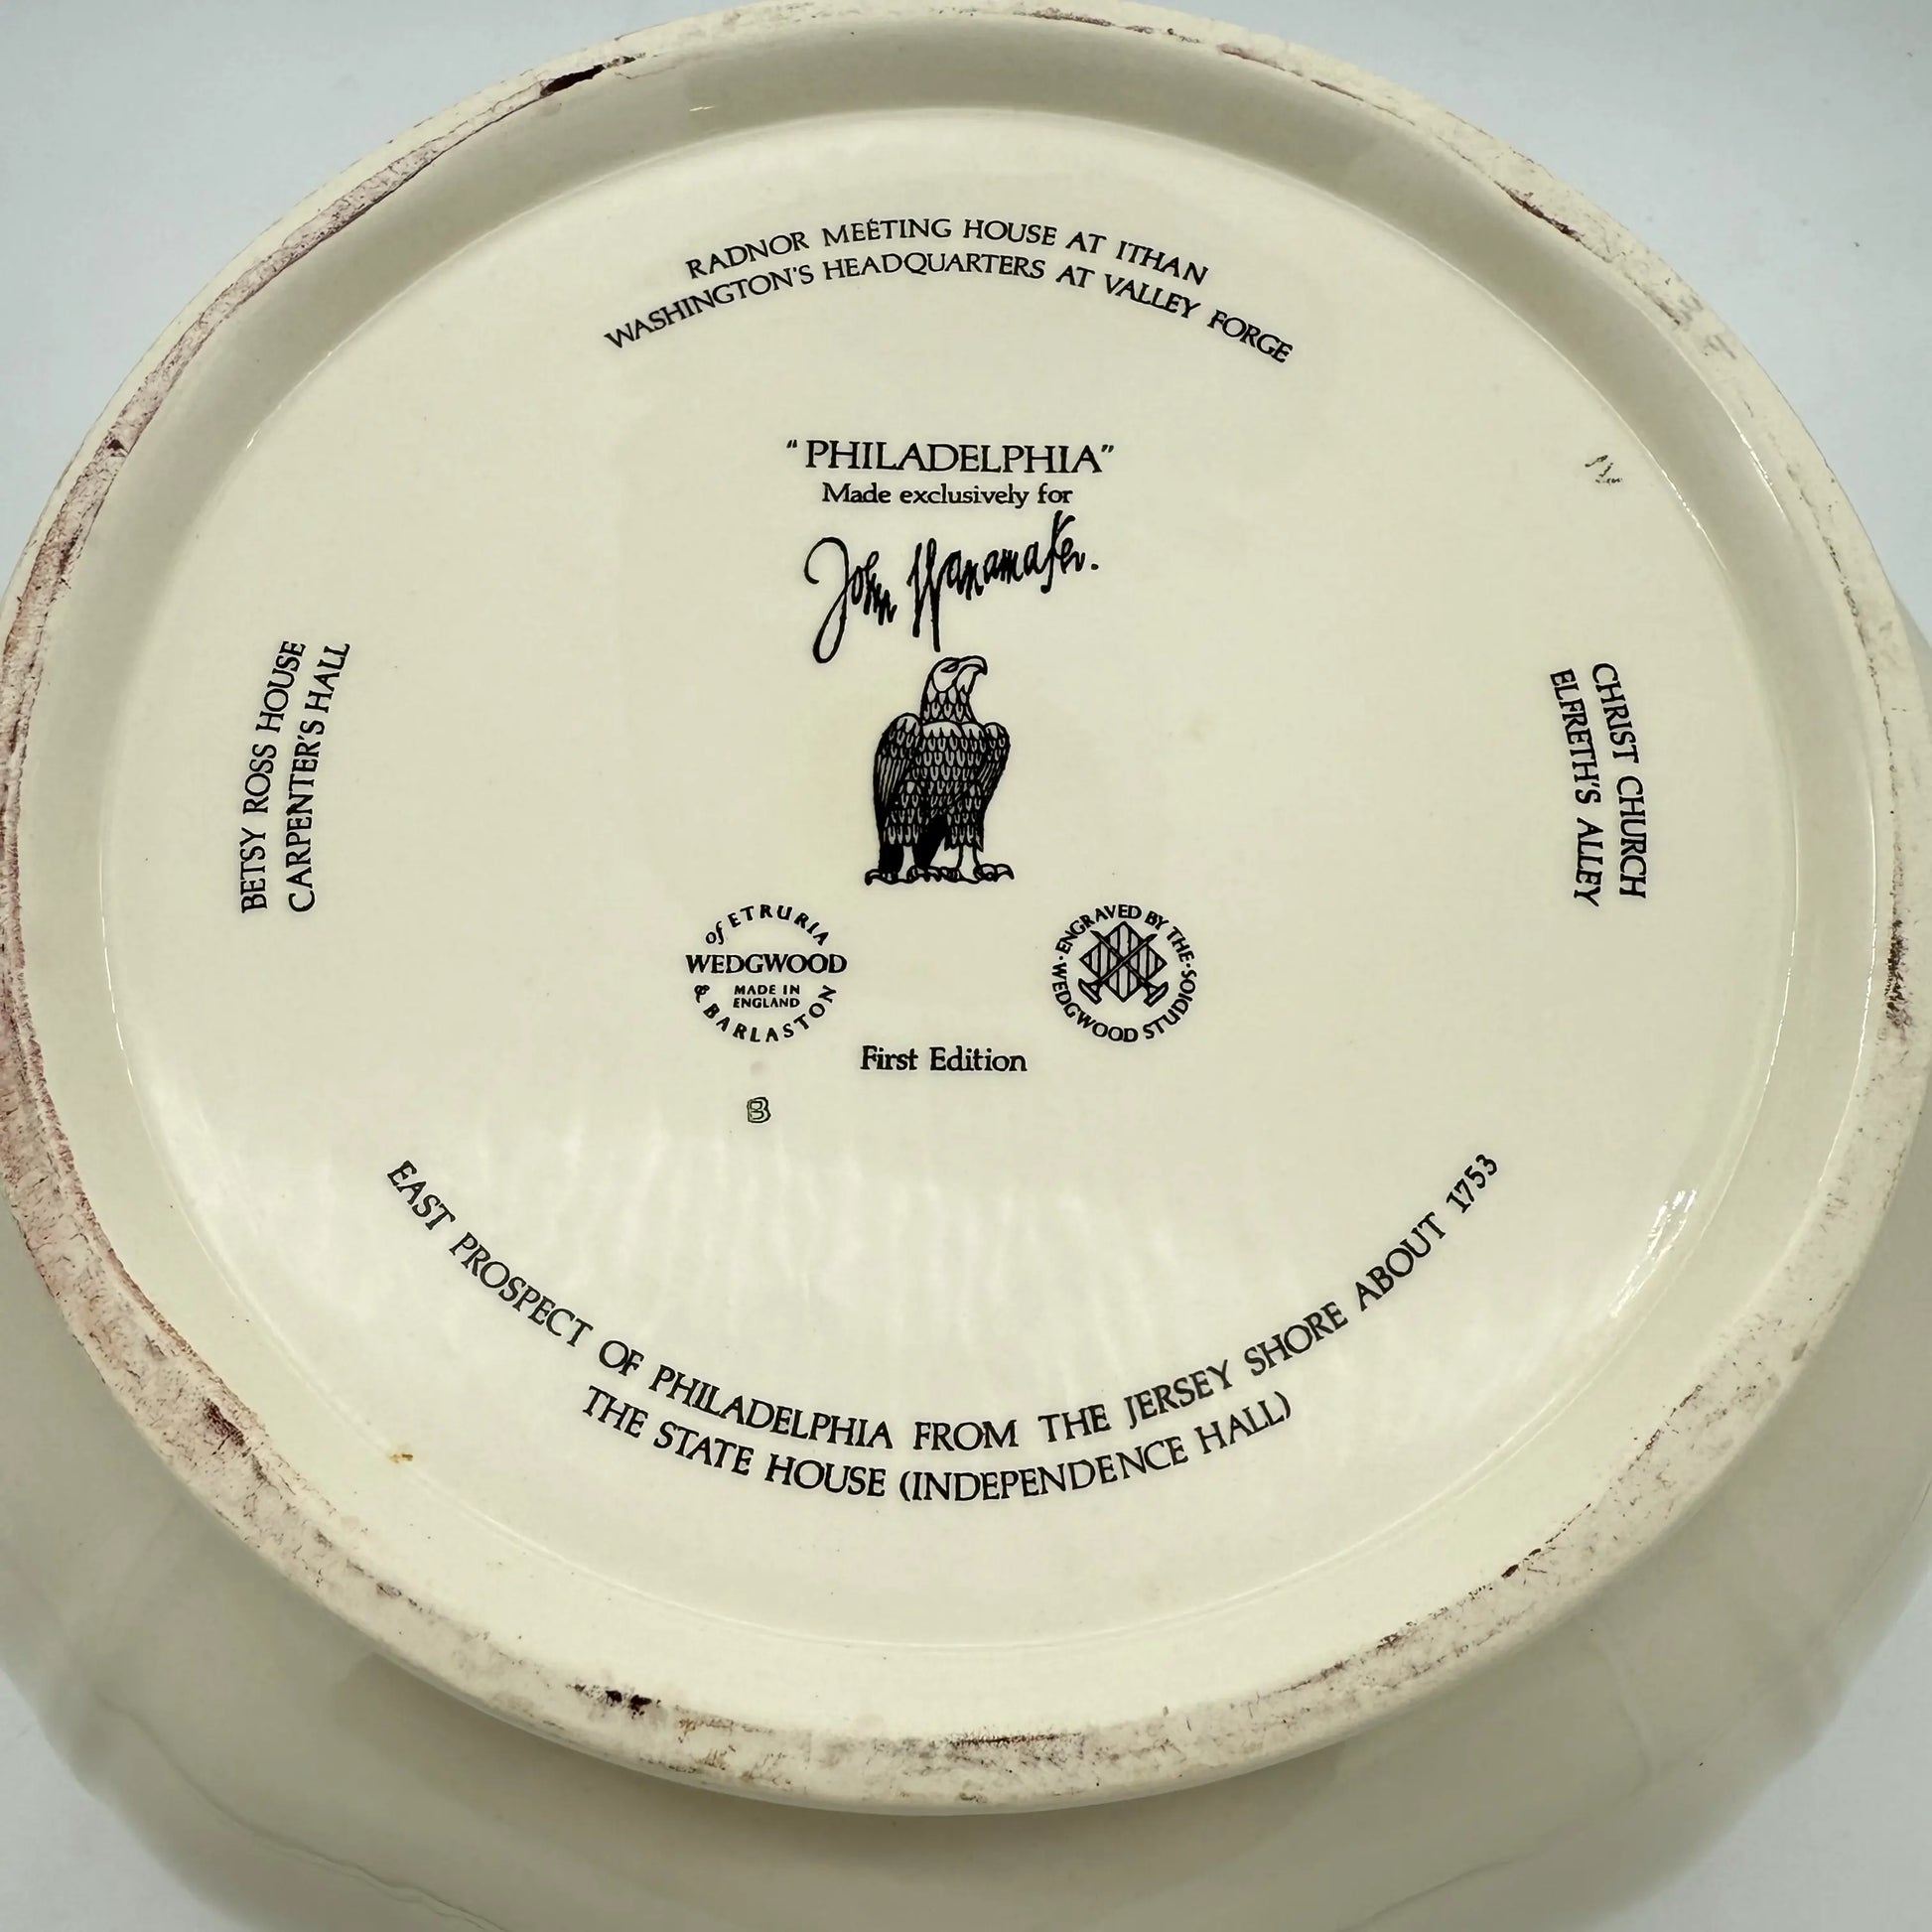 RADNOR MEETING HOUSE AT ITHAN
WASHINGTON'S HEADQUARTERS AT VALLEY FORGE
"PHILADELPHIA"
Made exclusively for
John Wanamaker.
BETSY ROSS HOUSE
CARPENTER'S HALL
CHRIST CHURCH
ELFRETH'S ALLEY
of ETRURIA
WEDGWOOD
MADE IN
ENGLAND
& BARLASTON
ENGRAVED BY THE·
·WEDGWOOD STUDIOS
First Edition
B
EAST PROSPECT OF PHILADELPHIA FROM THE JERSEY SHORE ABOUT 1753
THE STATE HOUSE (INDEPENDENCE HALL)